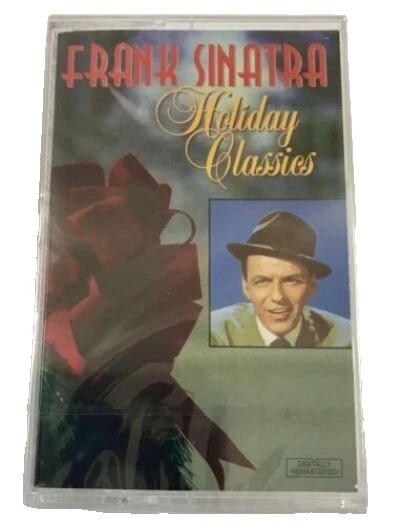 FRANK SINATRA
Holiday
Classics
DIGITALLY
REMASTERED